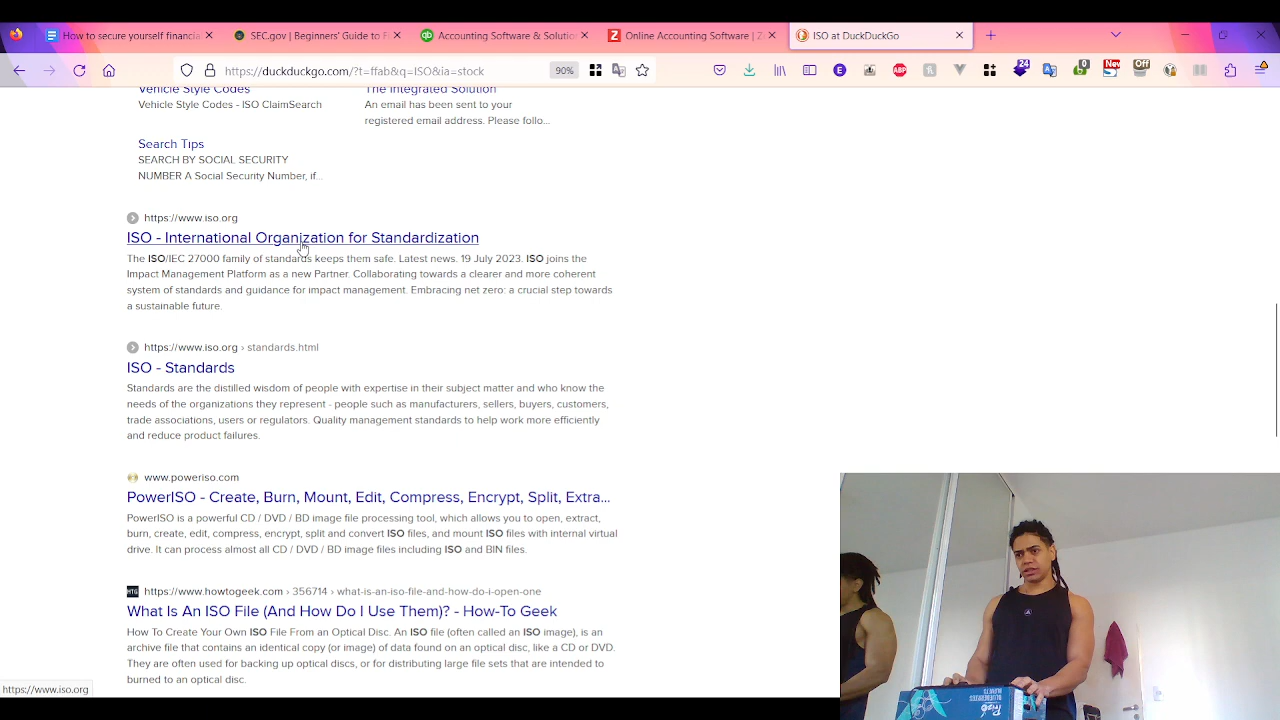 How to secure yourself financia
SEC.gov | Beginners' Guide to F
Accounting Software & Solutio
Online Accounting Software | Z
ISO at DuckDuckGo
https://duckduckgo.com/?t=ffab&q=ISO&ia=stock
90%
24
0
New
Off
ABP
Vehicle Style Codes
Vehicle Style Codes - ISO ClaimSearch
The Integrated Solution
An email has been sent to your
registered email address. Please follo...
Search Tips
SEARCH BY SOCIAL SECURITY
NUMBER A Social Security Number, if...
https://www.iso.org
ISO - International Organization for Standardization
The ISO/IEC 27000 family of standards keeps them safe. Latest news. 19 July 2023. ISO joins the
Impact Management Platform as a new Partner. Collaborating towards a clearer and more coherent
system of standards and guidance for impact management. Embracing net zero: a crucial step towards
a sustainable future.
https://www.iso.org › standards.html
ISO - Standards
Standards are the distilled wisdom of people with expertise in their subject matter and who know the
needs of the organizations they represent - people such as manufacturers, sellers, buyers, customers,
trade associations, users or regulators. Quality management standards to help work more efficiently
and reduce product failures.
www.poweriso.com
PowerISO - Create, Burn, Mount, Edit, Compress, Encrypt, Split, Extra...
PowerISO is a powerful CD / DVD / BD image file processing tool, which allows you to open, extract,
burn, create, edit, compress, encrypt, split and convert ISO files, and mount ISO files with internal virtual
drive. It can process almost all CD / DVD / BD image files including ISO and BIN files.
HTG
https://www.howtogeek.com › 356714 › what-is-an-iso-file-and-how-do-i-open-one
What Is An ISO File (And How Do I Use Them)? - How-To Geek
How To Create Your Own ISO File From an Optical Disc. An ISO file (often called an ISO image), is an
archive file that contains an identical copy (or image) of data found on an optical disc, like a CD or DVD.
They are often used for backing up optical discs, or for distributing large file sets that are intended to
burned to an optical disc.
https://www.iso.org